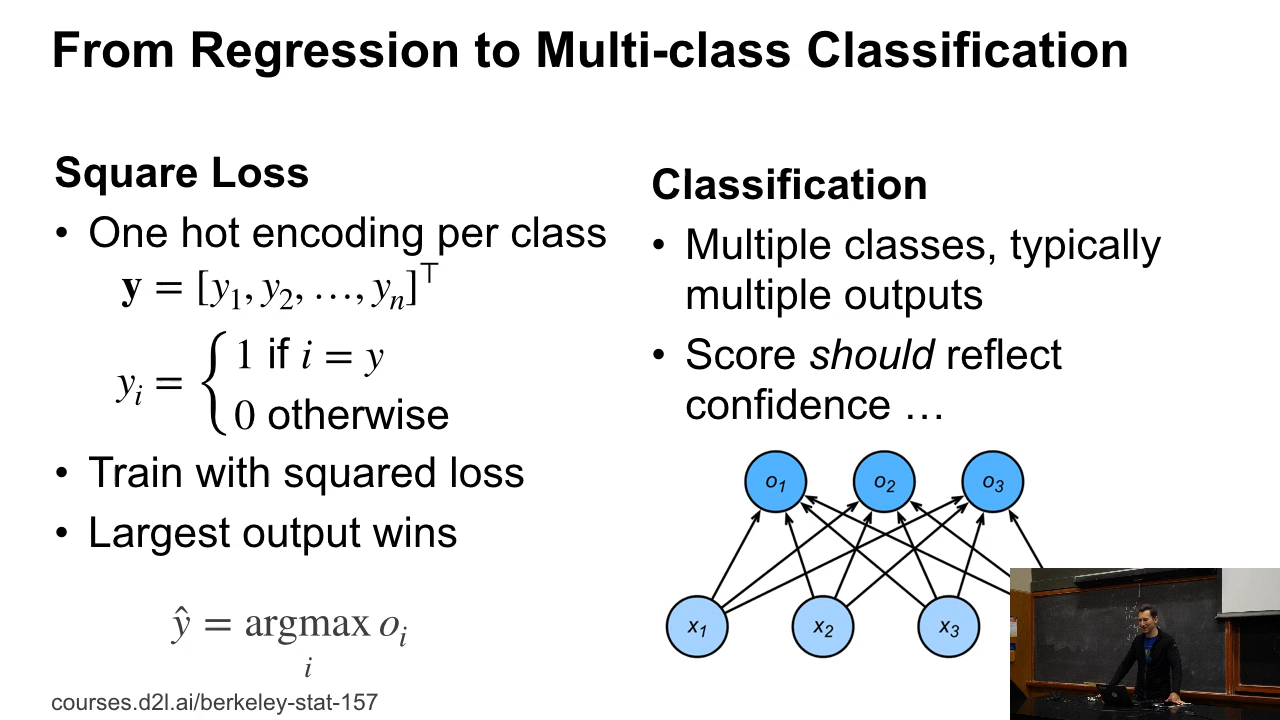 From Regression to Multi-class Classification
Square Loss
• One hot encoding per class
𝐲 = [y₁, y₂, …, yₙ]ᵀ
yᵢ = { 1 if i = y
0 otherwise
• Train with squared loss
• Largest output wins
ŷ = argmax oᵢ
i
courses.d2l.ai/berkeley-stat-157
Classification
• Multiple classes, typically
multiple outputs
• Score should reflect
confidence …
o₁ o₂ o₃
x₁ x₂ x₃